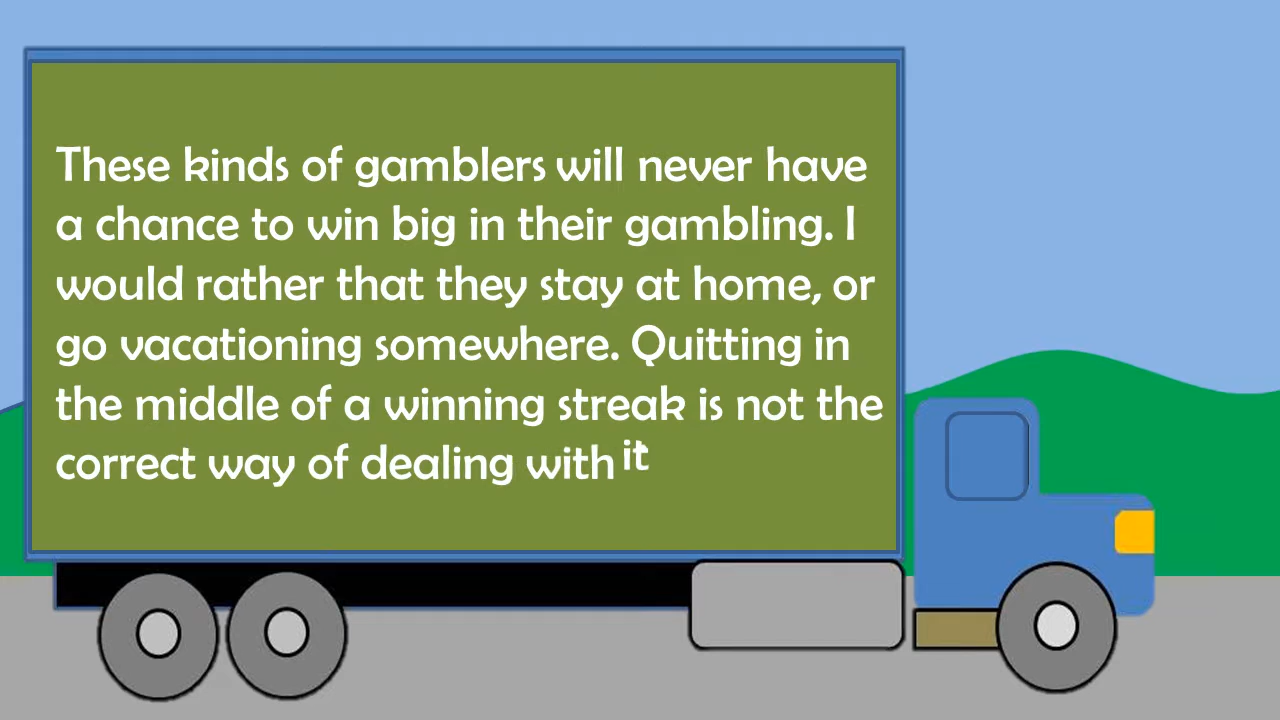 These kinds of gamblers will never have
a chance to win big in their gambling. I
would rather that they stay at home, or
go vacationing somewhere. Quitting in
the middle of a winning streak is not the
correct way of dealing with it